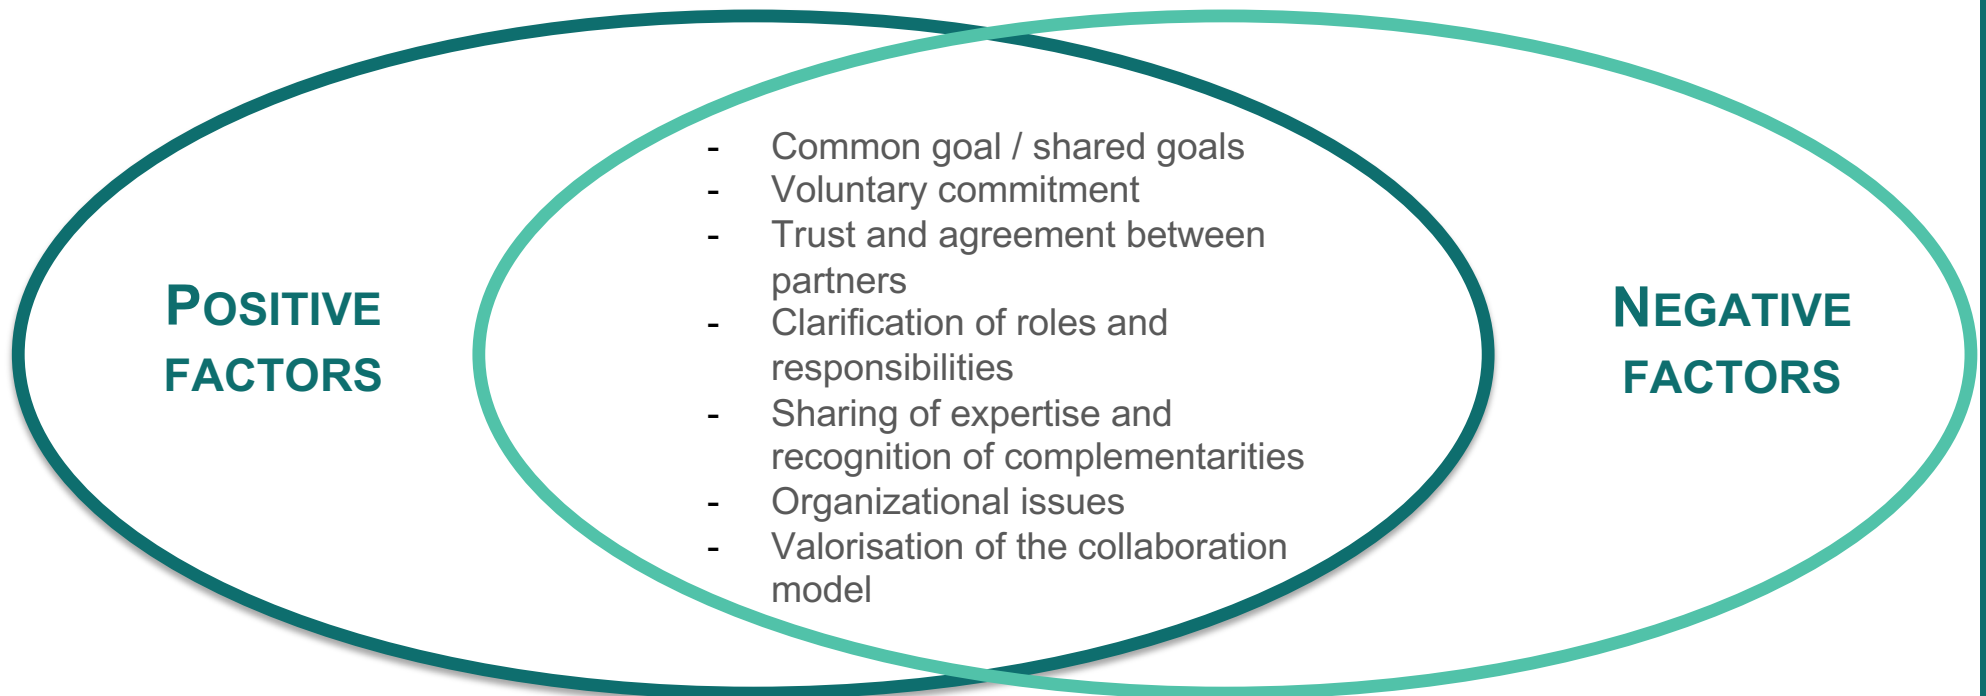 POSITIVE
FACTORS
- Common goal / shared goals
- Voluntary commitment
- Trust and agreement between
partners
- Clarification of roles and
responsibilities
- Sharing of expertise and
recognition of complementarities
- Organizational issues
- Valorisation of the collaboration
model
NEGATIVE
FACTORS